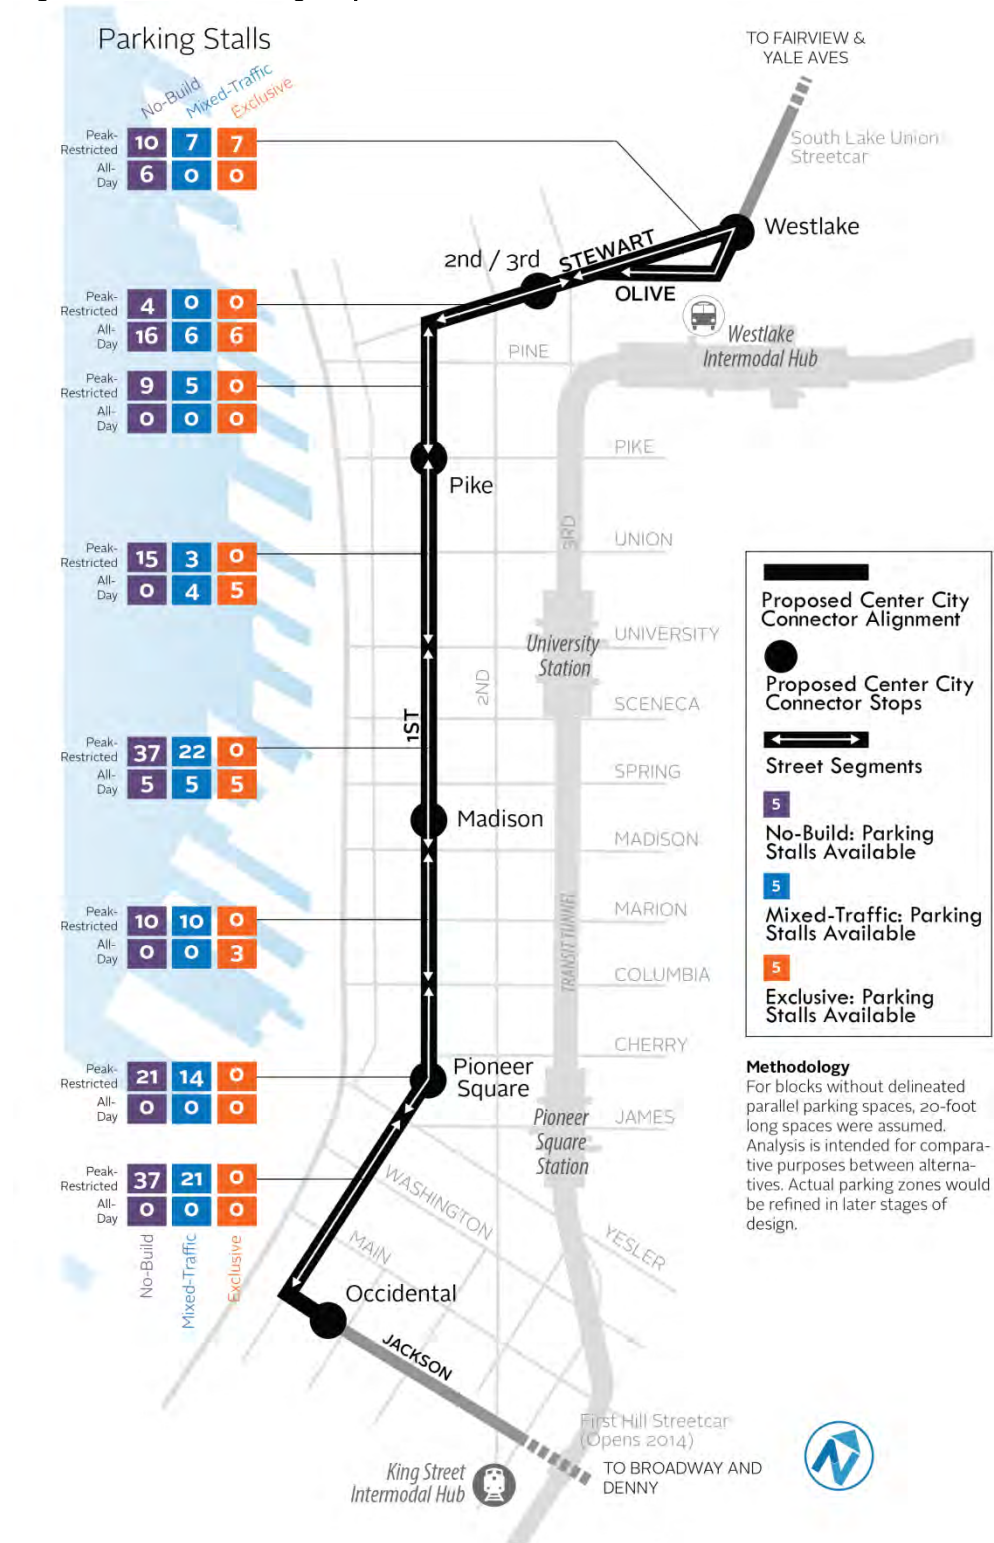 Parking Stalls
No-Build
Mixed-Traffic
Exclusive
Peak-
Restricted
10 7 7
All-
Day
6 0 0
Peak-
Restricted
4 0 0
All-
Day
16 6 6
Peak-
Restricted
9 5 0
All-
Day
0 0 0
Peak-
Restricted
15 3 0
All-
Day
0 4 5
Peak-
Restricted
37 22 0
All-
Day
5 5 5
Peak-
Restricted
10 10 0
All-
Day
0 0 3
Peak-
Restricted
21 14 0
All-
Day
0 0 0
Peak-
Restricted
37 21 0
All-
Day
0 0 0
No-Build
Mixed-Traffic
Exclusive
TO FAIRVIEW &
YALE AVES
South Lake Union
Streetcar
Westlake
2nd / 3rd
STEWART
OLIVE
Westlake
Intermodal Hub
PINE
PIKE
Pike
3RD
UNION
University
Station
UNIVERSITY
2ND
SCENECA
1ST
SPRING
Madison
MADISON
TRANSIT TUNNEL
MARION
COLUMBIA
CHERRY
Pioneer
Square
Pioneer
Square
Station
JAMES
WASHINGTON
YESLER
MAIN
Occidental
JACKSON
First Hill Streetcar
(Opens 2014)
TO BROADWAY AND
DENNY
King Street
Intermodal Hub
N
Proposed Center City
Connector Alignment
Proposed Center City
Connector Stops
Street Segments
5
No-Build: Parking
Stalls Available
5
Mixed-Traffic: Parking
Stalls Available
5
Exclusive: Parking
Stalls Available
Methodology
For blocks without delineated
parallel parking spaces, 20-foot
long spaces were assumed.
Analysis is intended for compara-
tive purposes between alterna-
tives. Actual parking zones would
be refined in later stages of
design.